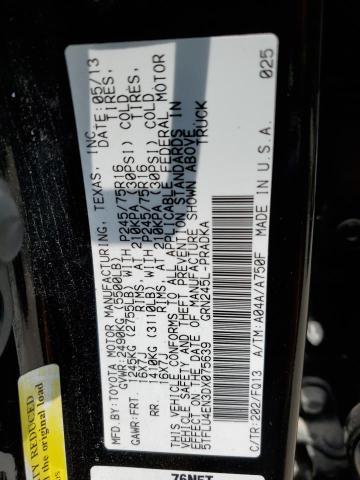 MFD.BY:TOYOTA MOTOR MANUFACTURING, TEXAS, INC.
GVWR:2490KG (5500LB) DATE:05/13
GAWR:FRT. 1245KG (2755LB)WITH P245/75R16 TIRES,
16X7J RIMS, AT 210KPA (30PSI) COLD
RR 1410KG (3110LB)WITH P245/75R16 TIRES,
16X7J RIMS, AT 210KPA (30PSI) COLD
THIS VEHICLE CONFORMS TO ALL APPLICABLE FEDERAL MOTOR
VEHICLE SAFETY AND THEFT PREVENTION STANDARDS IN
EFFECT ON THE DATE OF MANUFACTURE SHOWN ABOVE.
5TFLU4EN3DX075639 TRUCK
GRN245L-PRADKA
C/TR:202/FQ13 A/TM:A04A/A750F U.S.A. 025
76NFT
TY REDUCED